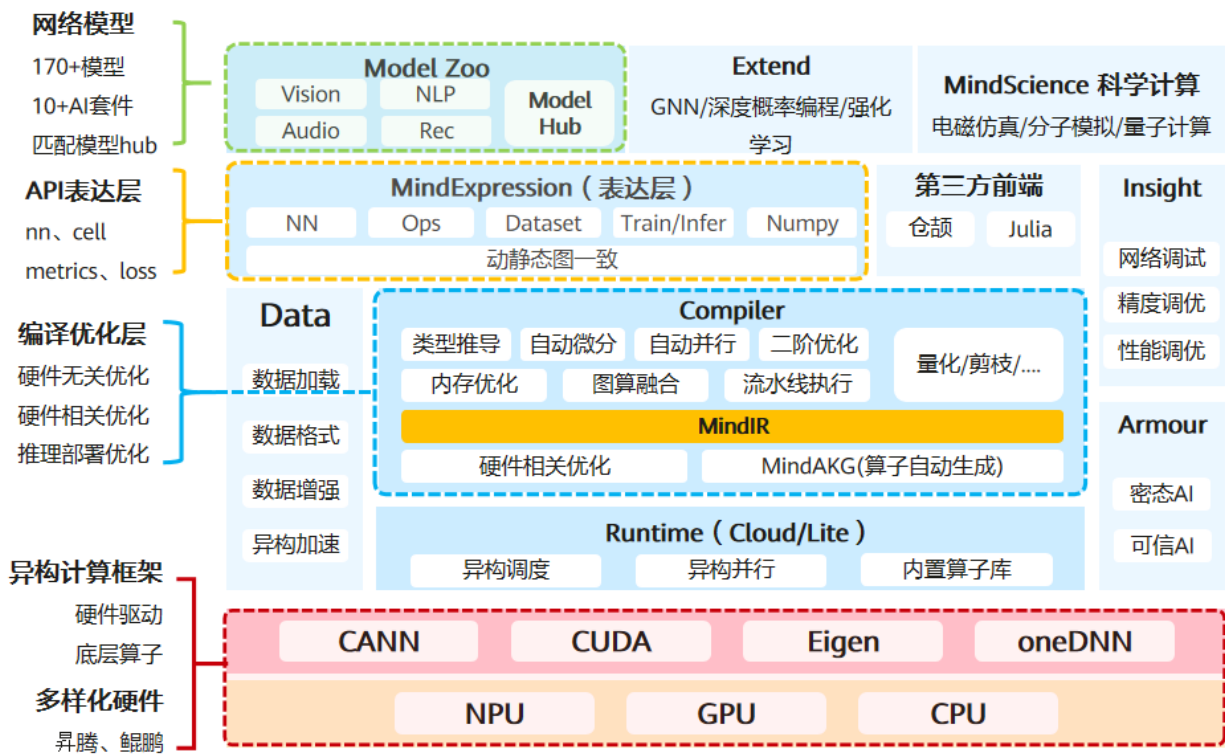 网络模型
170+模型
10+AI套件
匹配模型hub
API表达层
nn、cell
metrics、loss
编译优化层
硬件无关优化
硬件相关优化
推理部署优化
异构计算框架
硬件驱动
底层算子
多样化硬件
昇腾、鲲鹏
Model Zoo
Vision
NLP
Audio
Rec
Model
Hub
Extend
GNN/深度概率编程/强化
学习
MindScience 科学计算
电磁仿真/分子模拟/量子计算
MindExpression（表达层）
NN
Ops
Dataset
Train/Infer
Numpy
动静态图一致
第三方前端
仓颉
Julia
Insight
网络调试
精度调优
性能调优
Data
数据加载
数据格式
数据增强
异构加速
Compiler
类型推导
自动微分
自动并行
二阶优化
内存优化
图算融合
流水线执行
量化/剪枝/....
MindIR
硬件相关优化
MindAKG(算子自动生成)
Armour
密态AI
可信AI
Runtime（Cloud/Lite）
异构调度
异构并行
内置算子库
CANN
CUDA
Eigen
oneDNN
NPU
GPU
CPU